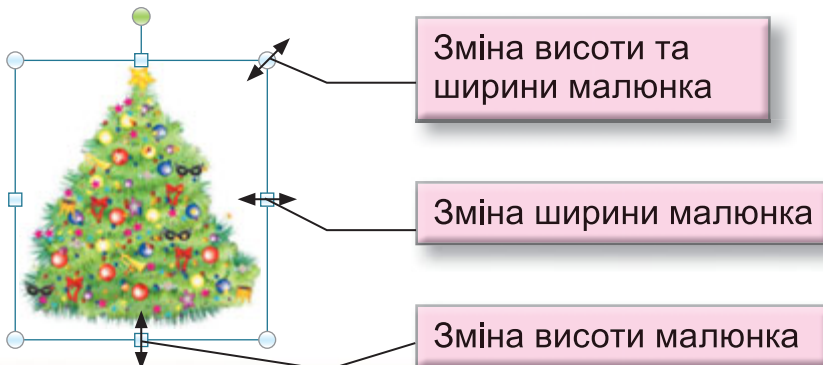 Зміна висоти та
ширини малюнка
Зміна ширини малюнка
Зміна висоти малюнка